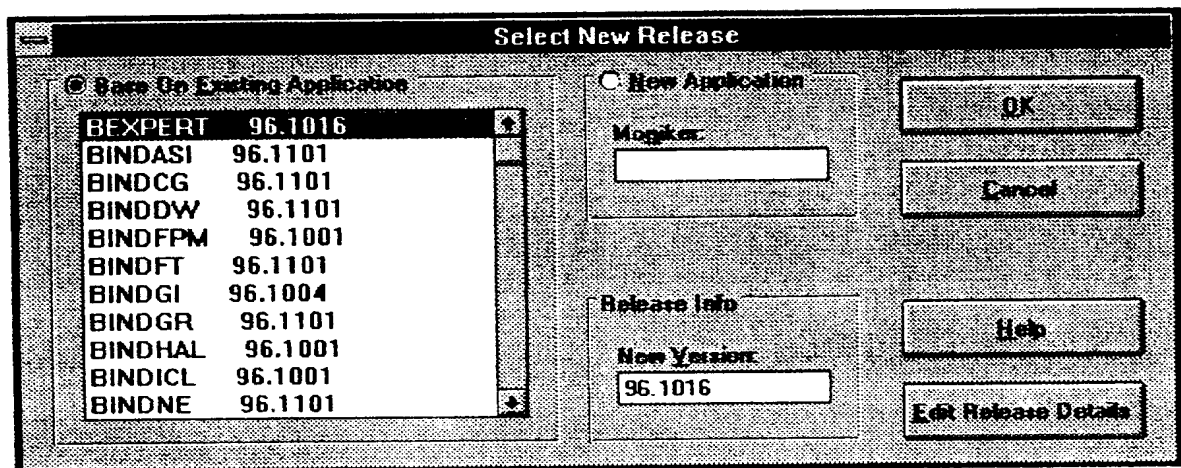 Select New Release
Base On Existing Application
BEXPERT 96.1016
BINDASI 96.1101
BINDCG 96.1101
BINDDW 96.1101
BINDFPM 96.1001
BINDFT 96.1101
BINDGI 96.1004
BINDGR 96.1101
BINDHAL 96.1001
BINDICL 96.1001
BINDNE 96.1101
New Application
Moniker:
Release Info
New Version:
96.1016
OK
Cancel
Help
Edit Release Details